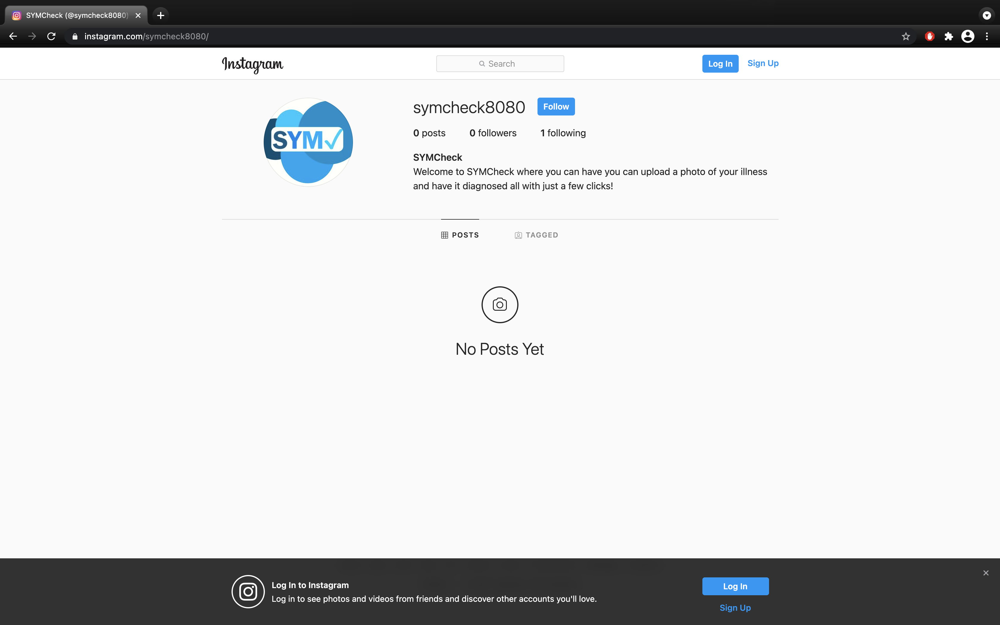 SYMCheck (@symcheck8080)
instagram.com/symcheck8080/
Instagram
Search
Log In
Sign Up
SYM✓
symcheck8080
Follow
0 posts 0 followers 1 following
SYMCheck
Welcome to SYMCheck where you can have you can upload a photo of your illness
and have it diagnosed all with just a few clicks!
POSTS
TAGGED
No Posts Yet
Log In to Instagram
Log in to see photos and videos from friends and discover other accounts you'll love.
Log In
Sign Up